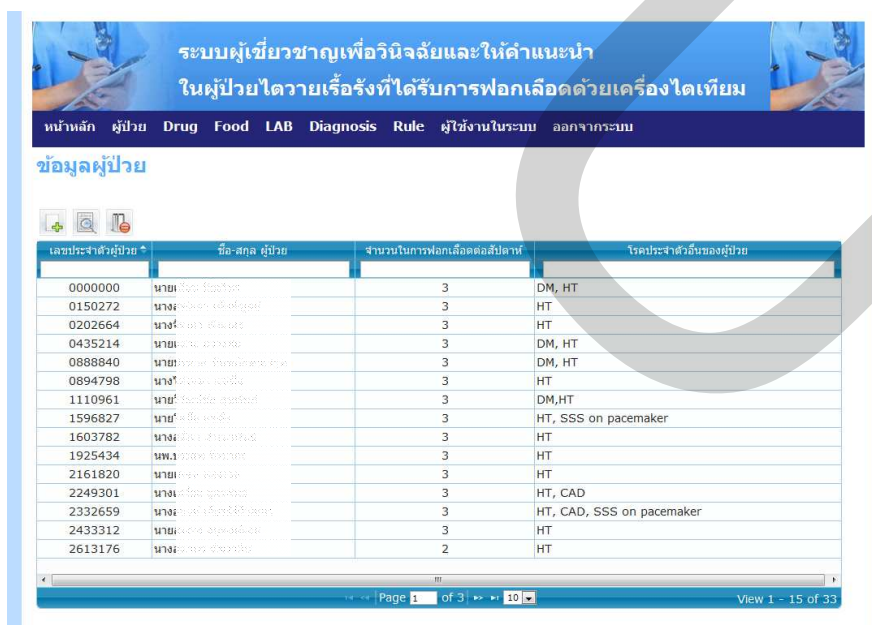 ระบบผู้เชี่ยวชาญเพื่อวินิจฉัยและให้คำแนะนำ
ในผู้ป่วยไตวายเรื้อรังที่ได้รับการฟอกเลือดด้วยเครื่องไตเทียม
หน้าหลัก ผู้ป่วย Drug Food LAB Diagnosis Rule ผู้ใช้งานในระบบ ออกจากระบบ
ข้อมูลผู้ป่วย
เลขประจำตัวผู้ป่วย ชื่อ-สกุล ผู้ป่วย จำนวนในการฟอกเลือดต่อสัปดาห์ โรคประจำตัวอื่นของผู้ป่วย
0000000 นาย 3 DM, HT
0150272 นาง 3 HT
0202664 นาง 3 HT
0435214 นาย 3 DM, HT
0888840 นาย 3 DM, HT
0894798 นาง 3 HT
1110961 นาย 3 DM,HT
1596827 นาย 3 HT, SSS on pacemaker
1603782 นาง 3 HT
1925434 นพ. 3 HT
2161820 นาย 3 HT
2249301 นาง 3 HT, CAD
2332659 นาง 3 HT, CAD, SSS on pacemaker
2433312 นาย 3 HT
2613176 นาง 2 HT
Page 1 of 3 10 View 1 - 15 of 33